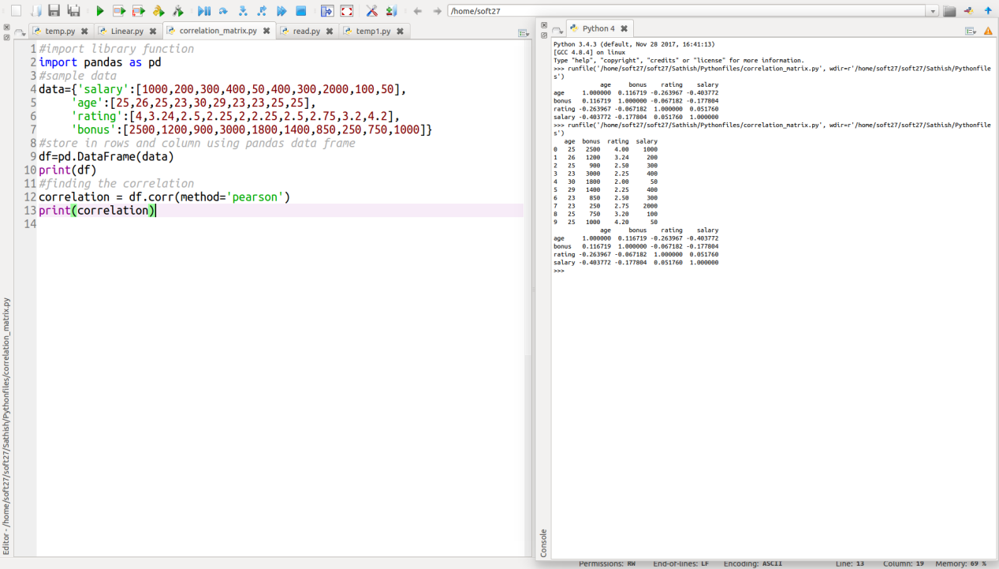 /home/soft27
temp.py Linear.py correlation_matrix.py read.py temp1.py
1 #import library function
2 import pandas as pd
3 #sample data
4 data={'salary':[1000,200,300,400,50,400,300,2000,100,50],
5 'age':[25,26,25,23,30,29,23,23,25,25],
6 'rating':[4,3.24,2.5,2.25,2,2.25,2.5,2.75,3.2,4.2],
7 'bonus':[2500,1200,900,3000,1800,1400,850,250,750,1000]}
8 #store in rows and column using pandas data frame
9 df=pd.DataFrame(data)
10 print(df)
11 #finding the correlation
12 correlation = df.corr(method='pearson')
13 print(correlation)
14
Editor - /home/soft27/soft27/Sathish/Pythonfiles/correlation_matrix.py
Python 4
Python 3.4.3 (default, Nov 28 2017, 16:41:13)
[GCC 4.8.4] on linux
Type "help", "copyright", "credits" or "license" for more information.
>>> runfile('/home/soft27/soft27/Sathish/Pythonfiles/correlation_matrix.py', wdir=r'/home/soft27/soft27/Sathish/Pythonfile
s')
age bonus rating salary
age 1.000000 0.116719 -0.263967 -0.403772
bonus 0.116719 1.000000 -0.067182 -0.177804
rating -0.263967 -0.067182 1.000000 0.051760
salary -0.403772 -0.177804 0.051760 1.000000
>>> runfile('/home/soft27/soft27/Sathish/Pythonfiles/correlation_matrix.py', wdir=r'/home/soft27/soft27/Sathish/Pythonfile
s')
age bonus rating salary
0 25 2500 4.00 1000
1 26 1200 3.24 200
2 25 900 2.50 300
3 23 3000 2.25 400
4 30 1800 2.00 50
5 29 1400 2.25 400
6 23 850 2.50 300
7 23 250 2.75 2000
8 25 750 3.20 100
9 25 1000 4.20 50
age bonus rating salary
age 1.000000 0.116719 -0.263967 -0.403772
bonus 0.116719 1.000000 -0.067182 -0.177804
rating -0.263967 -0.067182 1.000000 0.051760
salary -0.403772 -0.177804 0.051760 1.000000
>>>
Console
Permissions: RW End-of-lines: LF Encoding: ASCII Line: 13 Column: 19 Memory: 69 %